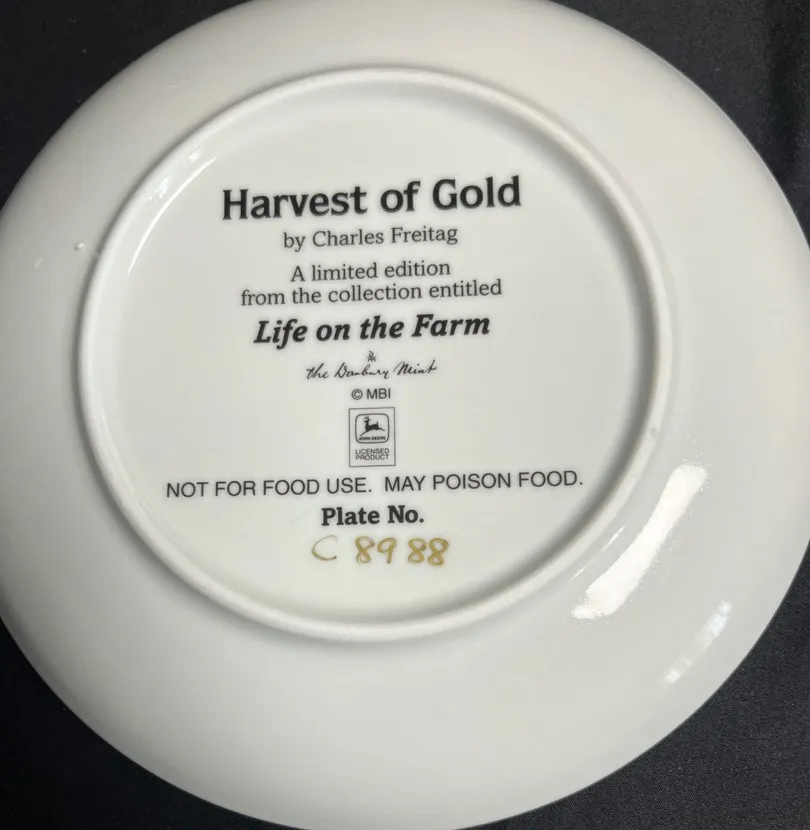 Harvest of Gold
by Charles Freitag
A limited edition
from the collection entitled
Life on the Farm
the Danbury Mint
© MBI
JOHN DEERE
LICENSED
PRODUCT
NOT FOR FOOD USE. MAY POISON FOOD.
Plate No.
C 8988